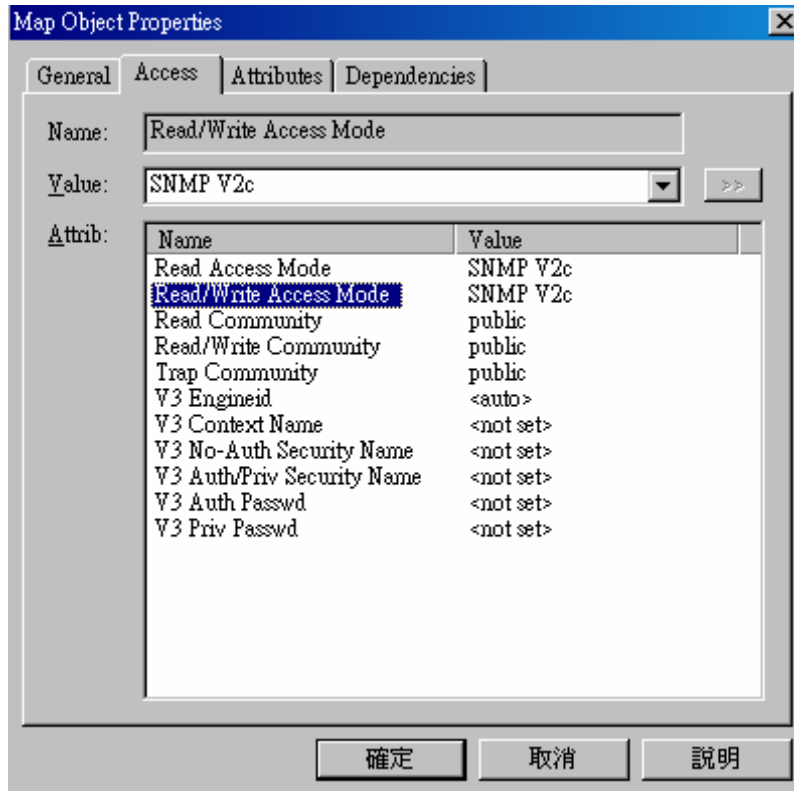 Map Object Properties
General Access Attributes Dependencies
Name: Read/Write Access Mode
Value: SNMP V2c >>
Attrib: Name Value
Read Access Mode SNMP V2c
Read/Write Access Mode SNMP V2c
Read Community public
Read/Write Community public
Trap Community public
V3 Engineid <auto>
V3 Context Name <not set>
V3 No-Auth Security Name <not set>
V3 Auth/Priv Security Name <not set>
V3 Auth Passwd <not set>
V3 Priv Passwd <not set>
確定 取消 說明